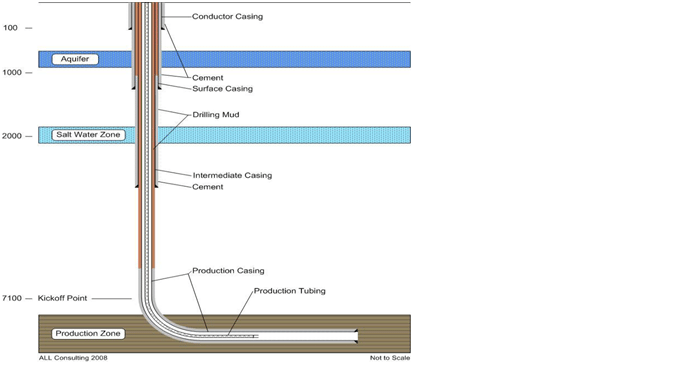 Conductor Casing
100
Aquifer
1000
Cement
Surface Casing
Drilling Mud
2000
Salt Water Zone
Intermediate Casing
Cement
Production Casing
Production Tubing
7100
Kickoff Point
Production Zone
ALL Consulting 2008
Not to Scale